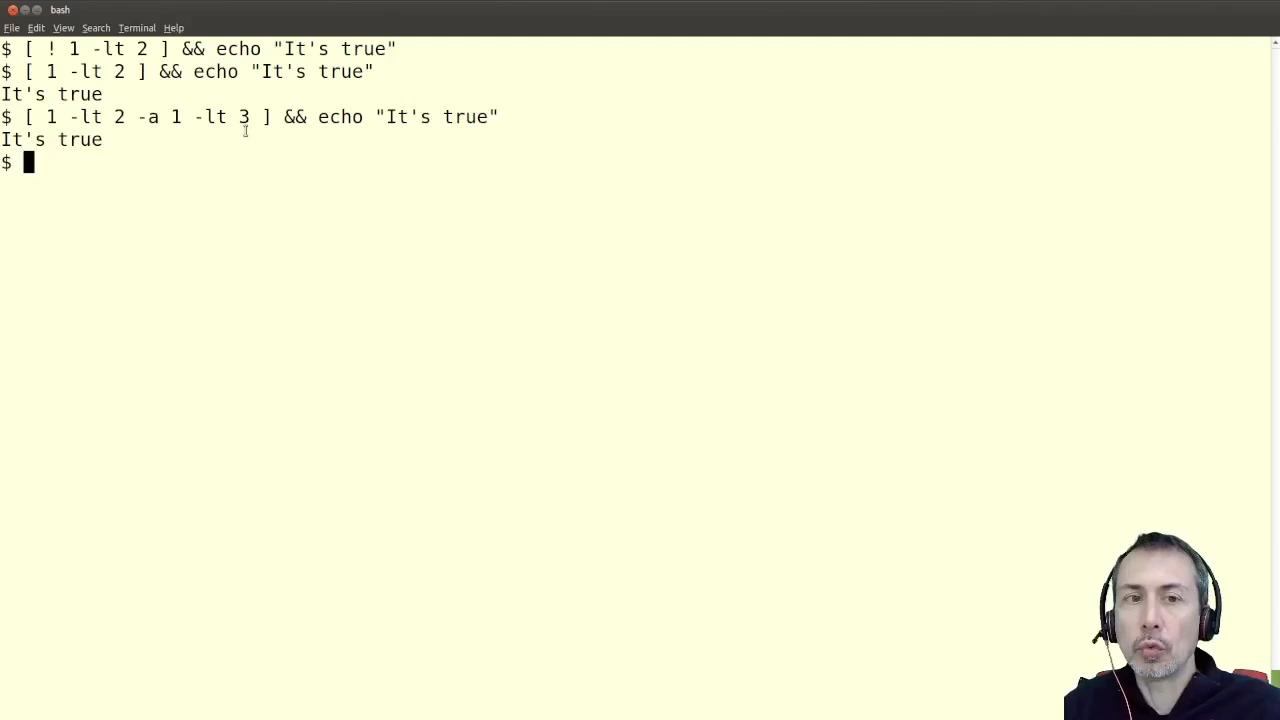 bash
File Edit View Search Terminal Help
$ [ ! 1 -lt 2 ] && echo "It's true"
$ [ 1 -lt 2 ] && echo "It's true"
It's true
$ [ 1 -lt 2 -a 1 -lt 3 ] && echo "It's true"
It's true
$